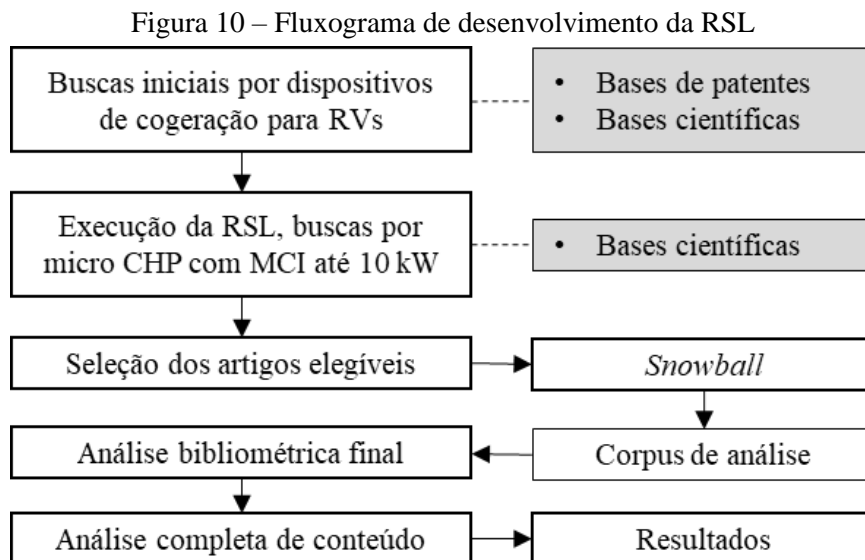 Figura 10 – Fluxograma de desenvolvimento da RSL
Buscas iniciais por dispositivos
de cogeração para RVs
• Bases de patentes
• Bases científicas
Execução da RSL, buscas por
micro CHP com MCI até 10 kW
• Bases científicas
Seleção dos artigos elegíveis
Snowball
Análise bibliométrica final
Corpus de análise
Análise completa de conteúdo
Resultados